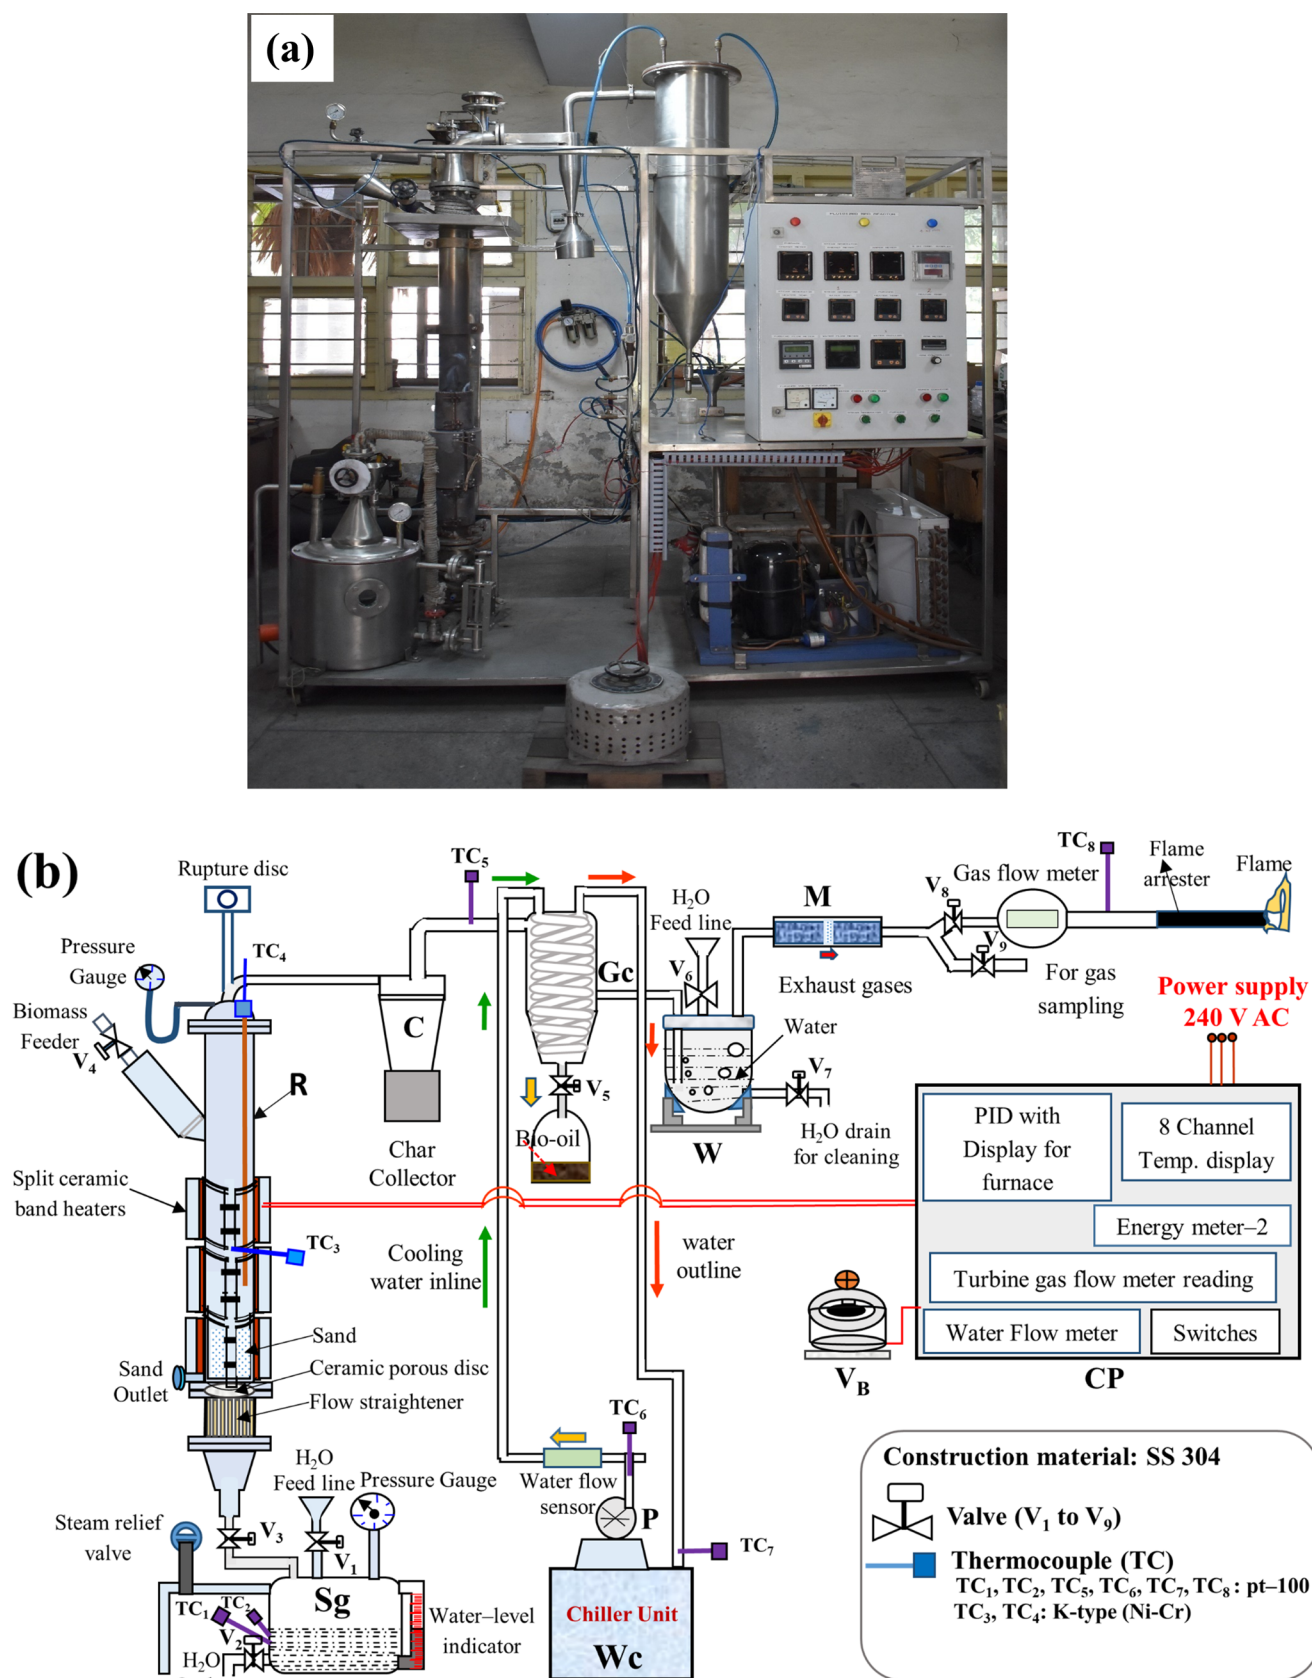 (a)
(b)
Rupture disc
TC4
Pressure
Gauge
Biomass
Feeder
V4
R
C
Char
Collector
TC5
Gc
V5
Bio-oil
H2O
Feed line
V6
M
Exhaust gases
Water
V7
W
H2O drain
for cleaning
V8
V9
Gas flow meter
TC8
Flame
arrester
Flame
For gas
sampling
Power supply
240 V AC
PID with
Display for
furnace
8 Channel
Temp. display
Energy meter–2
Turbine gas flow meter reading
Water Flow meter
Switches
CP
VB
Split ceramic
band heaters
TC3
Cooling
water inline
water
outline
Sand
Ceramic porous disc
Flow straightener
Sand
Outlet
TC6
Water flow
sensor
P
TC7
Chiller Unit
Wc
H2O
Feed line
Pressure Gauge
Steam relief
valve
V3
V1
Sg
TC1
TC2
V2
H2O
Water–level
indicator
Construction material: SS 304
Valve (V1 to V9)
Thermocouple (TC)
TC1, TC2, TC5, TC6, TC7, TC8 : pt–100
TC3, TC4: K-type (Ni-Cr)